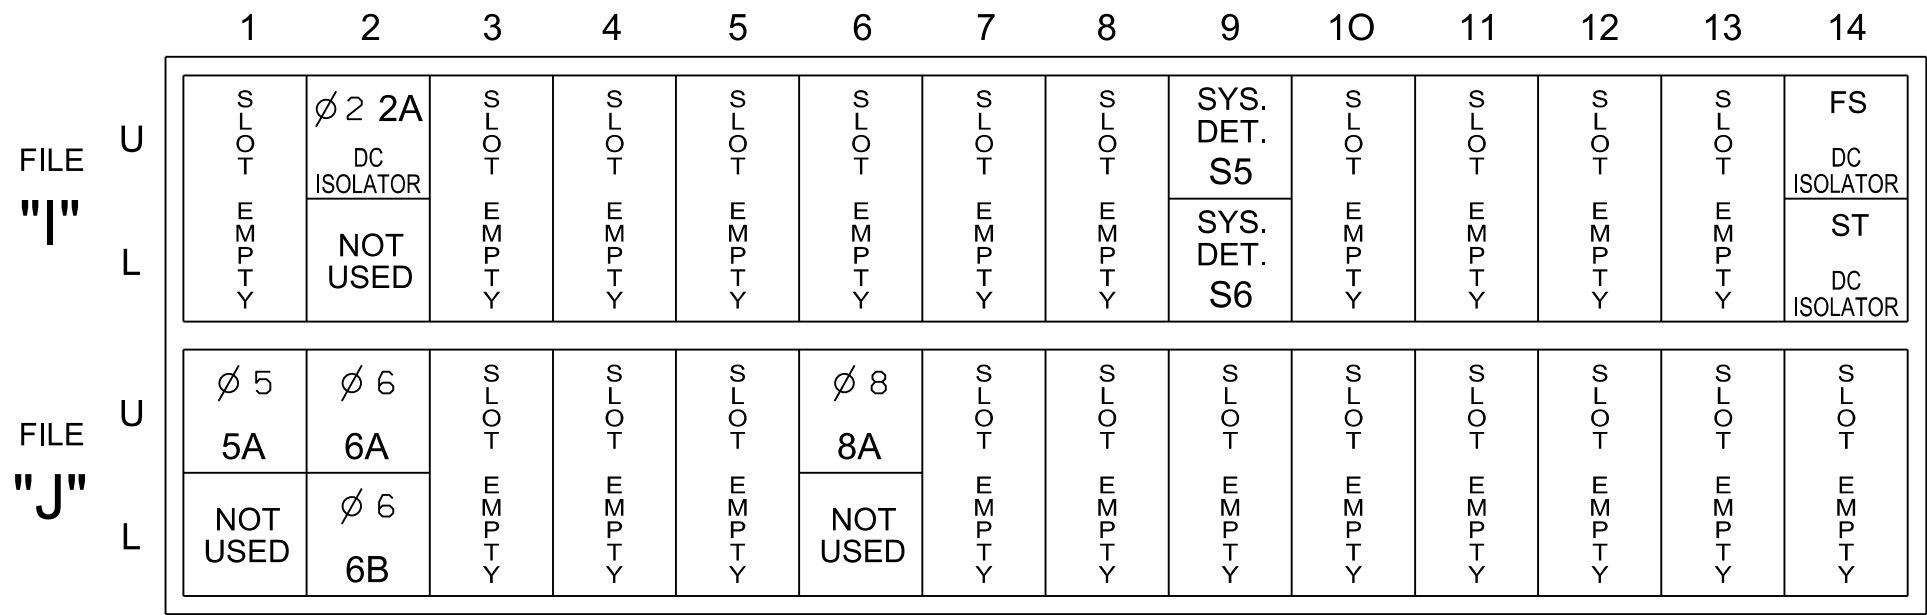 1 2 3 4 5 6 7 8 9 10 11 12 13 14
FILE
"I"
U
L
SLOT EMPTY
∅ 2 2A
DC
ISOLATOR
NOT
USED
SLOT EMPTY
SLOT EMPTY
SLOT EMPTY
SLOT EMPTY
SLOT EMPTY
SLOT EMPTY
SYS.
DET.
S5
SYS.
DET.
S6
SLOT EMPTY
SLOT EMPTY
SLOT EMPTY
SLOT EMPTY
FS
DC
ISOLATOR
ST
DC
ISOLATOR
FILE
"J"
U
L
∅ 5
5A
NOT
USED
∅ 6
6A
∅ 6
6B
SLOT EMPTY
SLOT EMPTY
SLOT EMPTY
∅ 8
8A
NOT
USED
SLOT EMPTY
SLOT EMPTY
SLOT EMPTY
SLOT EMPTY
SLOT EMPTY
SLOT EMPTY
SLOT EMPTY
SLOT EMPTY